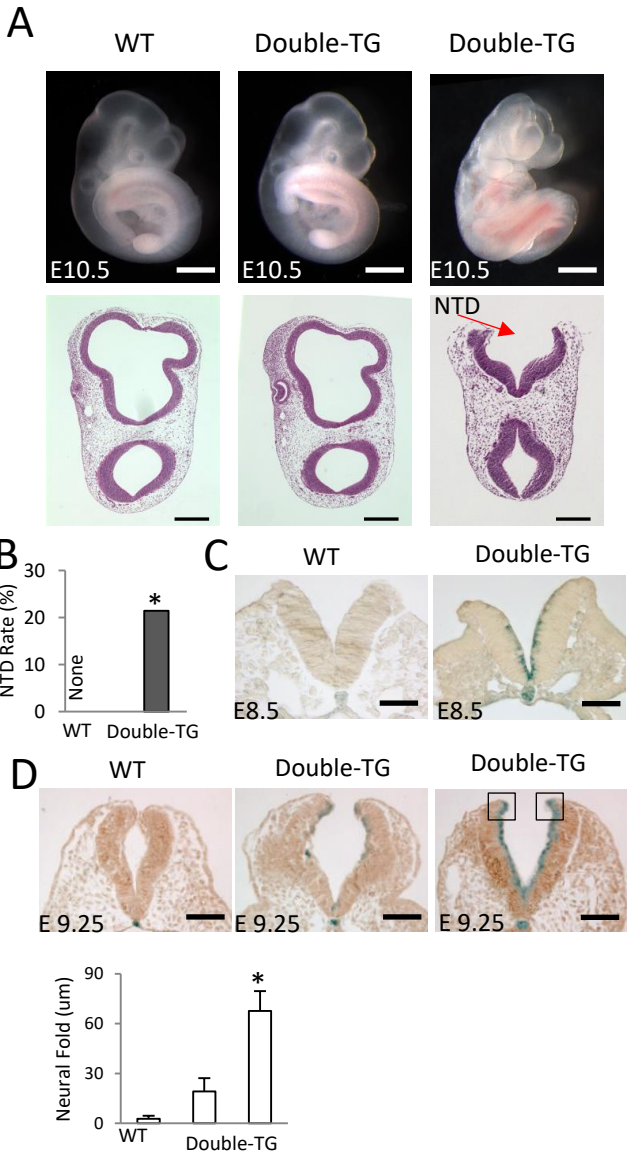 A
WT
Double-TG
Double-TG
E10.5
E10.5
E10.5
NTD
B
30
20
10
0
NTD Rate (%)
None
*
WT
Double-TG
C
WT
Double-TG
E8.5
E8.5
D
WT
Double-TG
Double-TG
E 9.25
E 9.25
E 9.25
90
60
30
0
Neural Fold (um)
*
WT
Double-TG